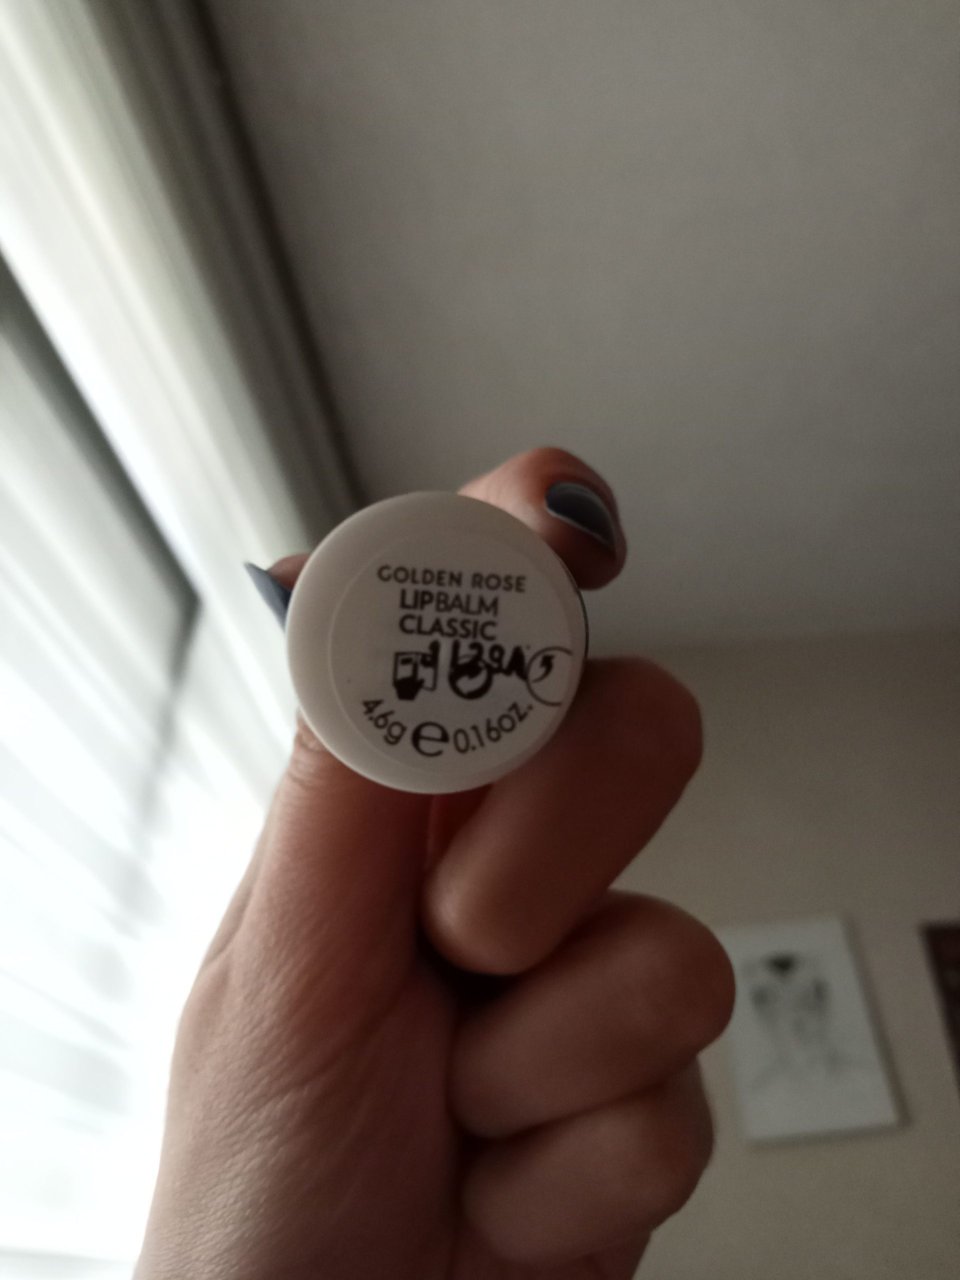 GOLDEN ROSE
LIPBALM
CLASSIC
4.6g e 0.16oz.